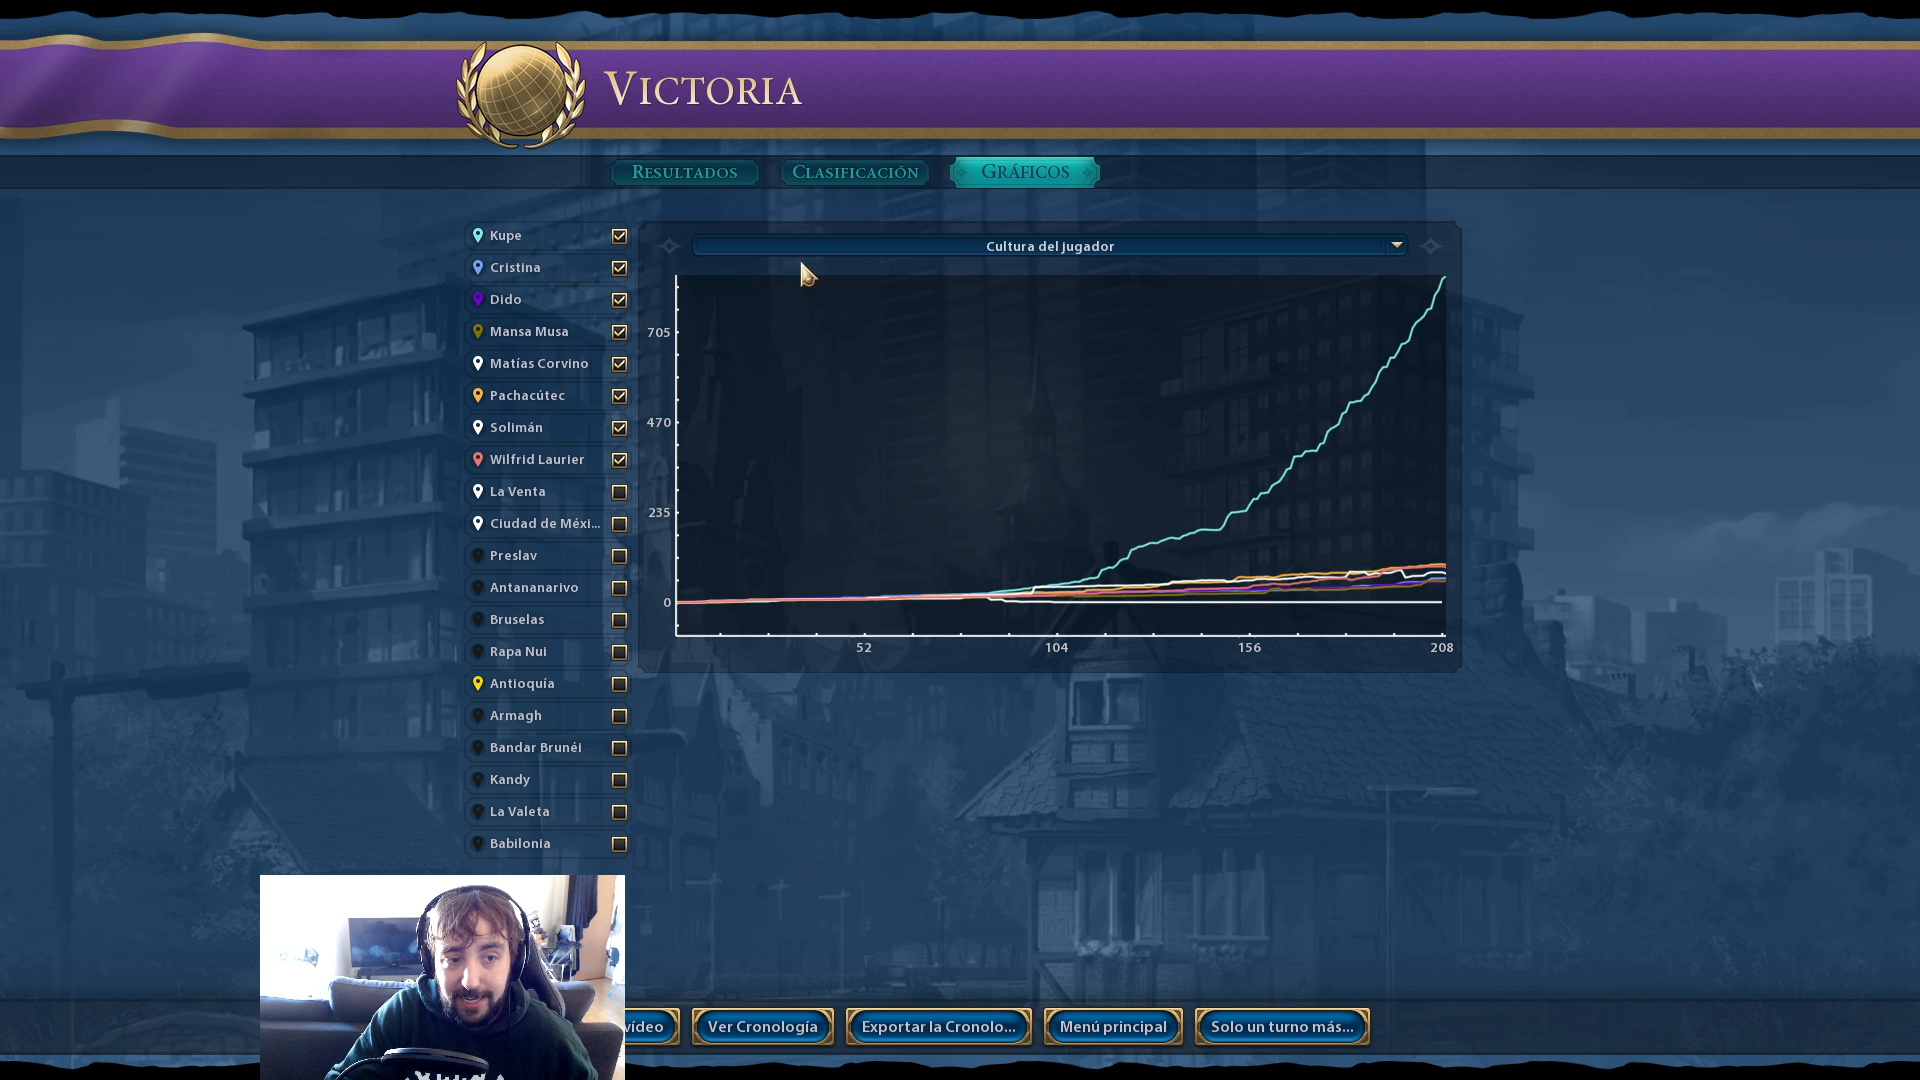 VICTORIA
RESULTADOS
CLASIFICACIÓN
GRÁFICOS
Kupe
Cristina
Dido
Mansa Musa
Matías Corvino
Pachacútec
Solimán
Wilfrid Laurier
La Venta
Ciudad de Méxi...
Preslav
Antananarivo
Bruselas
Rapa Nui
Antioquía
Armagh
Bandar Brunéi
Kandy
La Valeta
Babilonia
Cultura del jugador
705
470
235
0
52
104
156
208
vídeo
Ver Cronología
Exportar la Cronolo...
Menú principal
Solo un turno más...